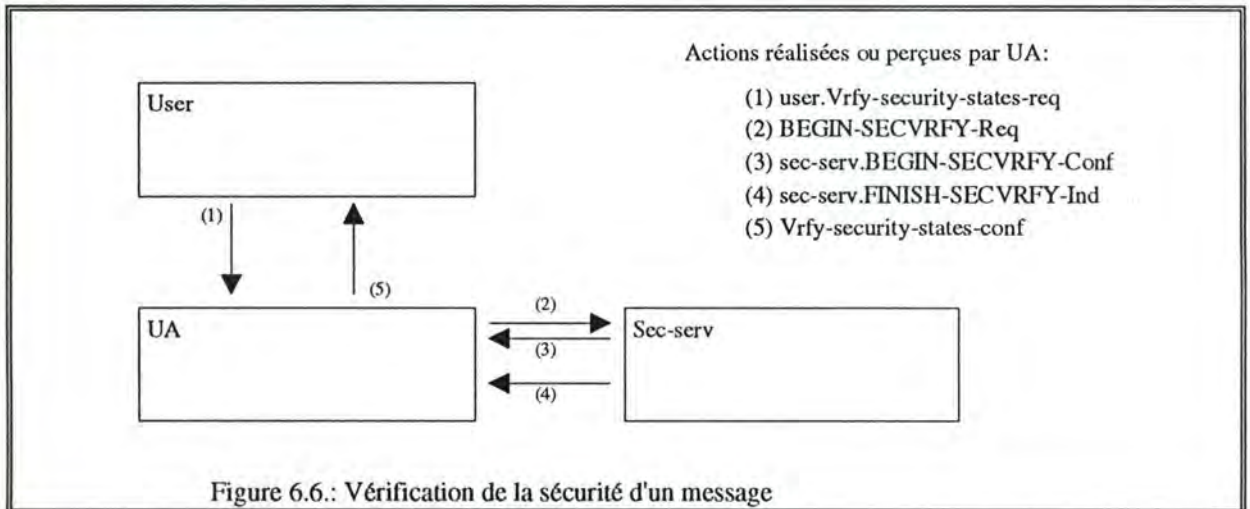 Actions réalisées ou perçues par UA:
User
(1) user.Vrfy-security-states-req
(2) BEGIN-SECVRFY-Req
(3) sec-serv.BEGIN-SECVRFY-Conf
(4) sec-serv.FINISH-SECVRFY-Ind
(5) Vrfy-security-states-conf
(1)
(5)
UA
(2)
(3)
(4)
Sec-serv
Figure 6.6.: Vérification de la sécurité d'un message